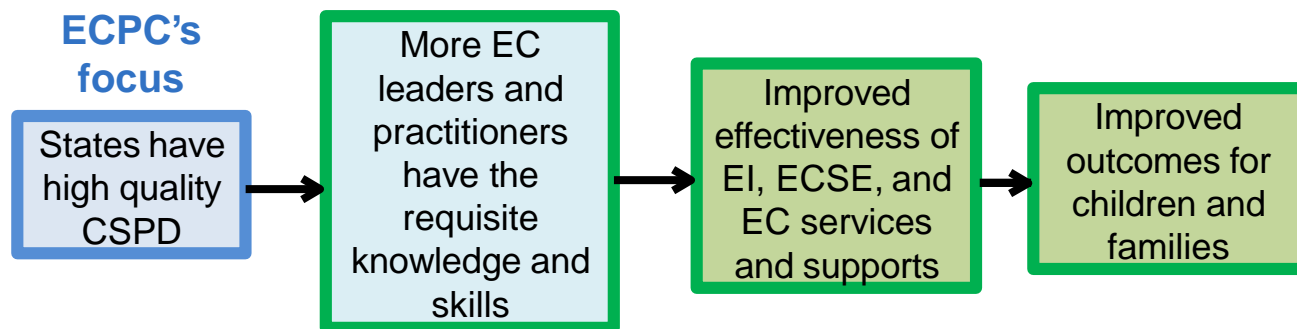 ECPC’s
focus
States have
high quality
CSPD
More EC
leaders and
practitioners
have the
requisite
knowledge and
skills
Improved
effectiveness of
EI, ECSE, and
EC services
and supports
Improved
outcomes for
children and
families